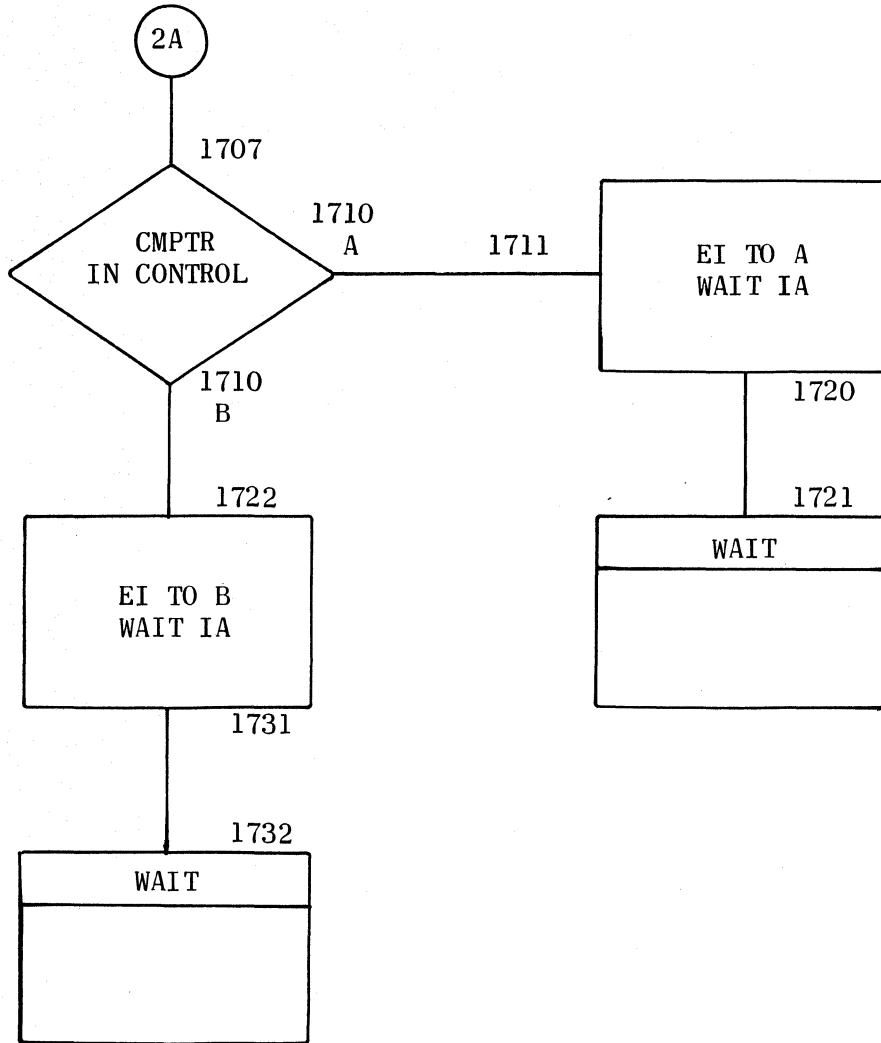 2A
1707
CMPTR
IN CONTROL
1710
A
1711
EI TO A
WAIT IA
1720
1710
B
1722
EI TO B
WAIT IA
1731
1721
WAIT
1732
WAIT